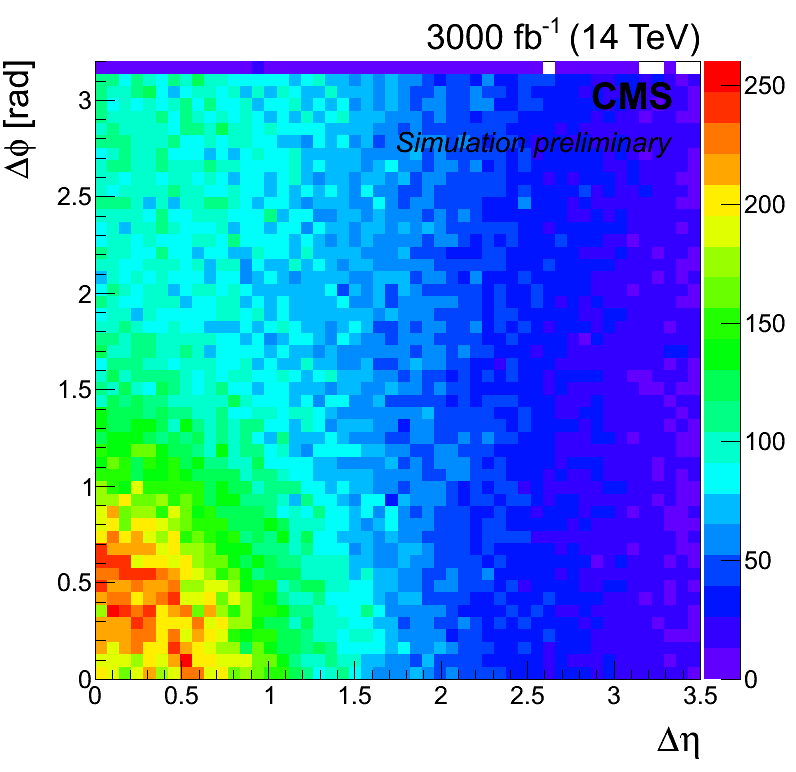 3000 fb-1 (14 TeV)
Δφ [rad]
CMS
Simulation preliminary
3
2.5
2
1.5
1
0.5
0
250
200
150
100
50
0
0 0.5 1 1.5 2 2.5 3 3.5
Δη